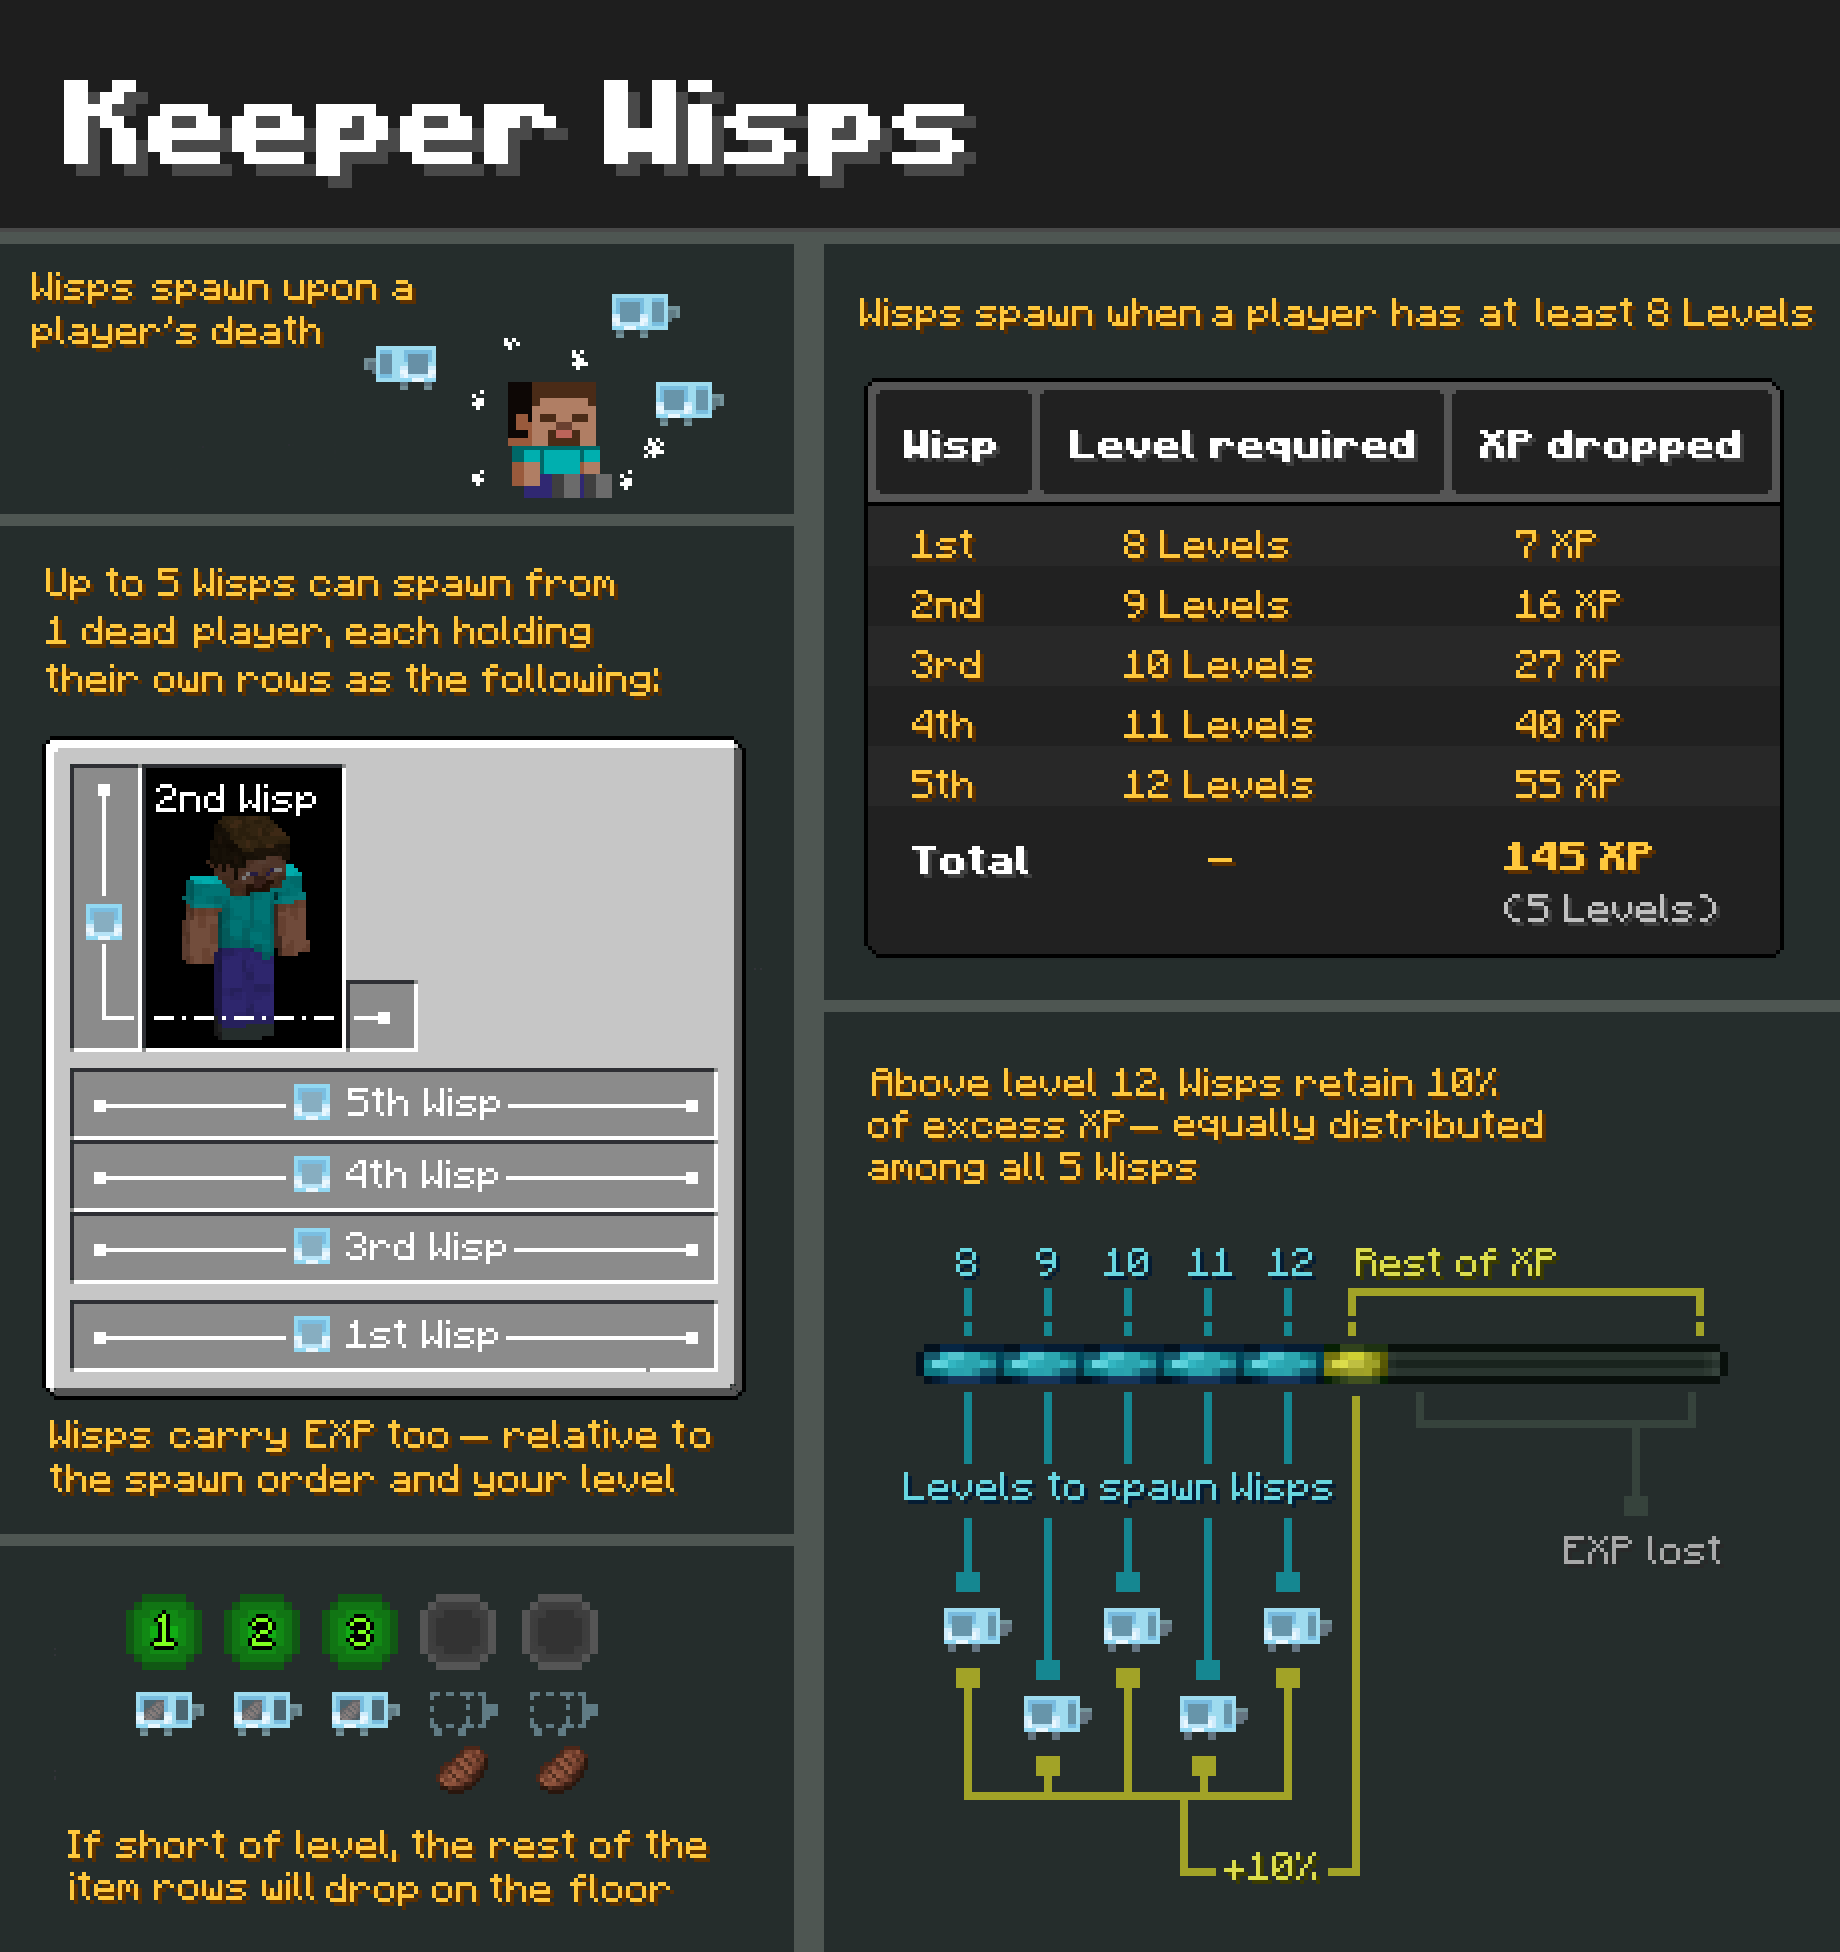 Keeper Wisps
Wisps spawn upon a
player's death
Up to 5 Wisps can spawn from
1 dead player, each holding
their own rows as the following:
2nd Wisp
5th Wisp
4th Wisp
3rd Wisp
1st Wisp
Wisps carry EXP too — relative to
the spawn order and your level
1 2 3
If short of level, the rest of the
item rows will drop on the floor
Wisps spawn when a player has at least 8 Levels
Wisp Level required XP dropped
1st 8 Levels 7 XP
2nd 9 Levels 16 XP
3rd 10 Levels 27 XP
4th 11 Levels 40 XP
5th 12 Levels 55 XP
Total – 145 XP
(5 Levels)
Above level 12, Wisps retain 10%
of excess XP— equally distributed
among all 5 Wisps
8 9 10 11 12 Rest of XP
Levels to spawn Wisps
EXP lost
+10%